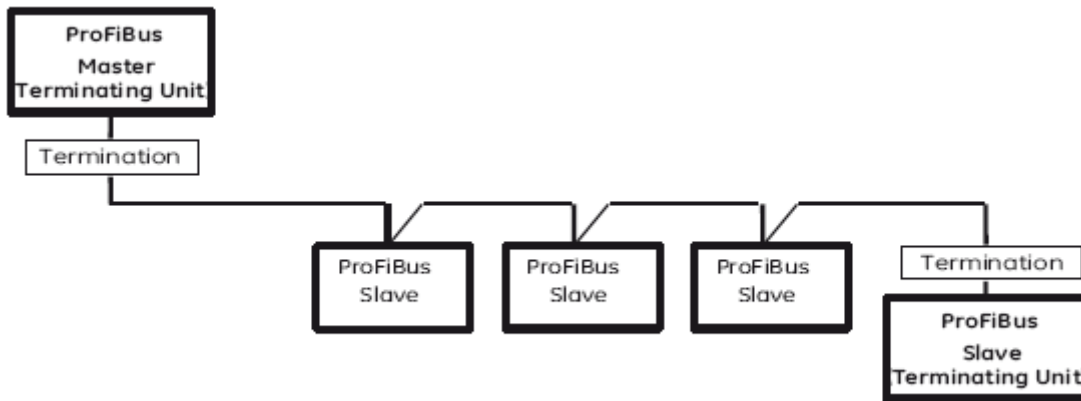 ProFiBus
Master
(Terminating Unit)
Termination
ProFiBus
Slave
ProFiBus
Slave
ProFiBus
Slave
Termination
ProFiBus
Slave
(Terminating Unit